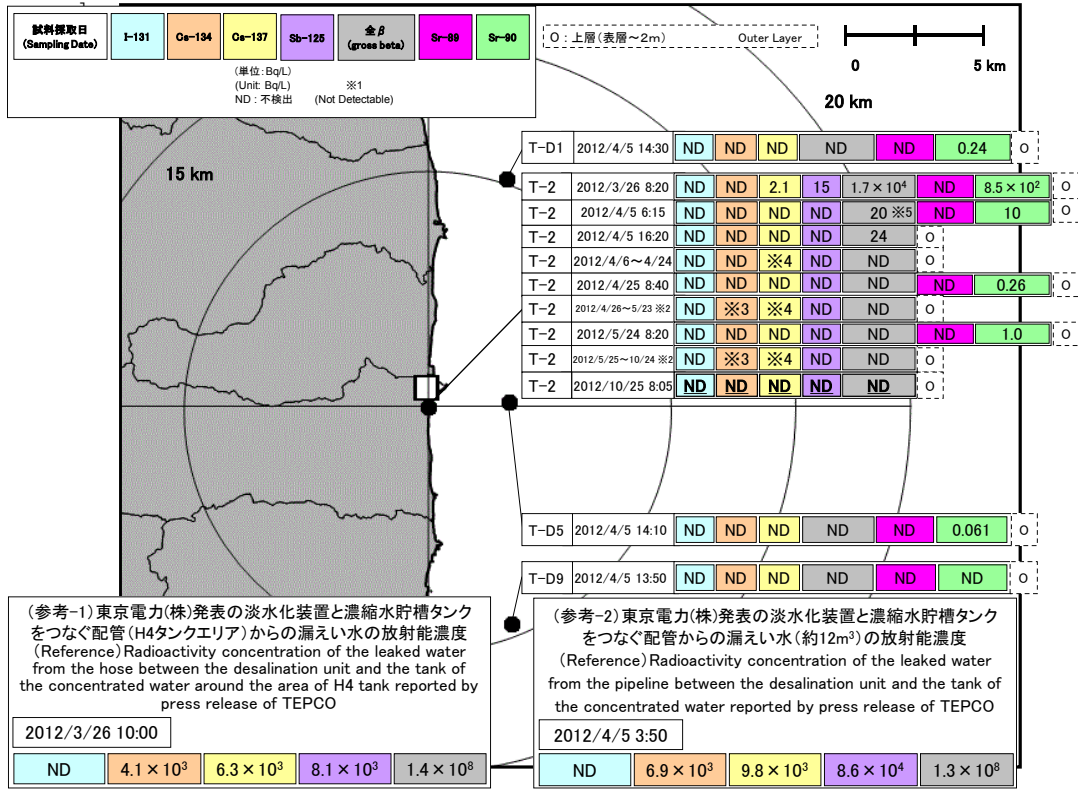 試料採取日
(Sampling Date)
I-131
Cs-134
Cs-137
Sb-125
全β
(gross beta)
Sr-89
Sr-90
(単位：Bq/L)
(Unit: Bq/L) ※1
ND：不検出 (Not Detectable)
O：上層（表層～2m） Outer Layer
0 5 km
20 km
15 km
T-D1 2012/4/5 14:30 ND ND ND ND ND 0.24 O
T-2 2012/3/26 8:20 ND ND 2.1 15 1.7×10⁴ ND 8.5×10² O
T-2 2012/4/5 6:15 ND ND ND ND 20 ※5 ND 10 O
T-2 2012/4/5 16:20 ND ND ND ND 24 O
T-2 2012/4/6～4/24 ND ND ※4 ND ND O
T-2 2012/4/25 8:40 ND ND ND ND ND ND 0.26 O
T-2 2012/4/26～5/23 ※2 ND ※3 ※4 ND ND O
T-2 2012/5/24 8:20 ND ND ND ND ND ND 1.0 O
T-2 2012/5/25～10/24 ※2 ND ※3 ※4 ND ND O
T-2 2012/10/25 8:05 ND ND ND ND ND O
T-D5 2012/4/5 14:10 ND ND ND ND ND 0.061 O
T-D9 2012/4/5 13:50 ND ND ND ND ND ND O
（参考-1）東京電力(株)発表の淡水化装置と濃縮水貯槽タンク
をつなぐ配管（H4タンクエリア）からの漏えい水の放射能濃度
(Reference) Radioactivity concentration of the leaked water
from the hose between the desalination unit and the tank of
the concentrated water around the area of H4 tank reported by
press release of TEPCO
2012/3/26 10:00
ND 4.1×10³ 6.3×10³ 8.1×10³ 1.4×10⁸
（参考-2）東京電力(株)発表の淡水化装置と濃縮水貯槽タンク
をつなぐ配管からの漏えい水（約12m³）の放射能濃度
(Reference) Radioactivity concentration of the leaked water
from the pipeline between the desalination unit and the tank of
the concentrated water reported by press release of TEPCO
2012/4/5 3:50
ND 6.9×10³ 9.8×10³ 8.6×10⁴ 1.3×10⁸